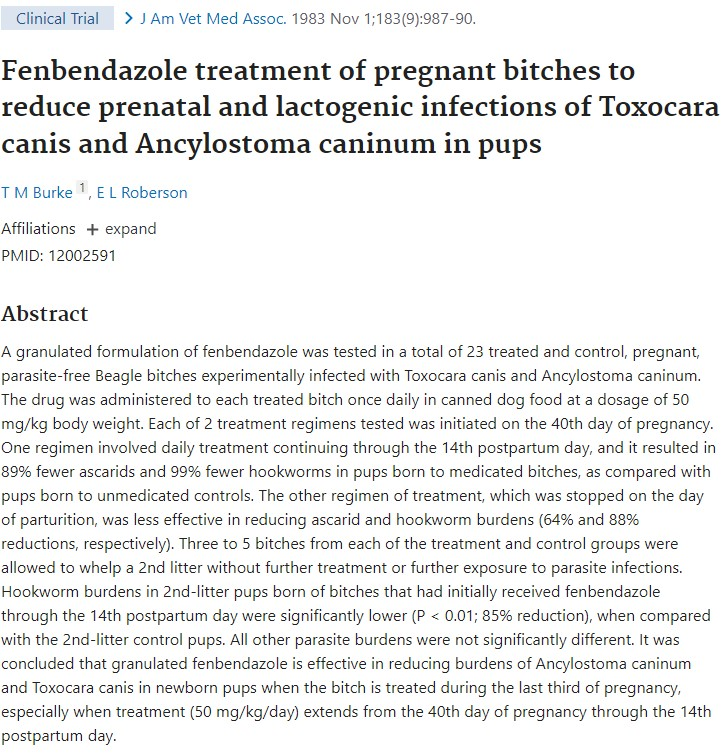 Clinical Trial > J Am Vet Med Assoc. 1983 Nov 1;183(9):987-90.
Fenbendazole treatment of pregnant bitches to
reduce prenatal and lactogenic infections of Toxocara
canis and Ancylostoma caninum in pups
T M Burke 1, E L Roberson
Affiliations + expand
PMID: 12002591
Abstract
A granulated formulation of fenbendazole was tested in a total of 23 treated and control, pregnant,
parasite-free Beagle bitches experimentally infected with Toxocara canis and Ancylostoma caninum.
The drug was administered to each treated bitch once daily in canned dog food at a dosage of 50
mg/kg body weight. Each of 2 treatment regimens tested was initiated on the 40th day of pregnancy.
One regimen involved daily treatment continuing through the 14th postpartum day, and it resulted in
89% fewer ascarids and 99% fewer hookworms in pups born to medicated bitches, as compared with
pups born to unmedicated controls. The other regimen of treatment, which was stopped on the day
of parturition, was less effective in reducing ascarid and hookworm burdens (64% and 88%
reductions, respectively). Three to 5 bitches from each of the treatment and control groups were
allowed to whelp a 2nd litter without further treatment or further exposure to parasite infections.
Hookworm burdens in 2nd-litter pups born of bitches that had initially received fenbendazole
through the 14th postpartum day were significantly lower (P < 0.01; 85% reduction), when compared
with the 2nd-litter control pups. All other parasite burdens were not significantly different. It was
concluded that granulated fenbendazole is effective in reducing burdens of Ancylostoma caninum
and Toxocara canis in newborn pups when the bitch is treated during the last third of pregnancy,
especially when treatment (50 mg/kg/day) extends from the 40th day of pregnancy through the 14th
postpartum day.